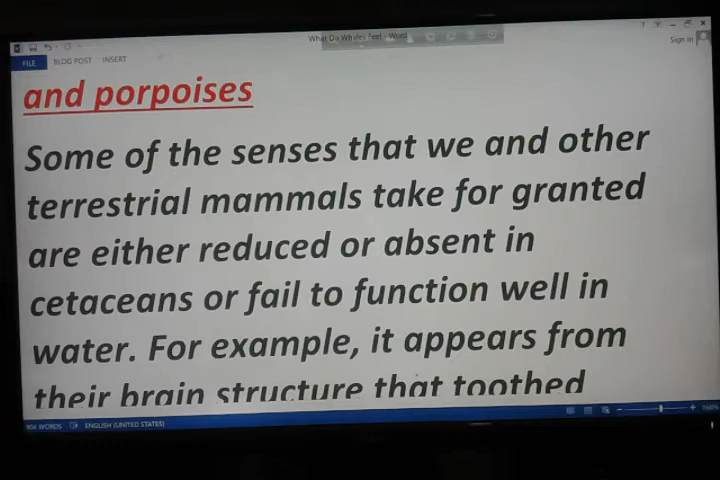 What Do Whales Feel - Word
Sign in
FILE BLOG POST INSERT
and porpoises
Some of the senses that we and other
terrestrial mammals take for granted
are either reduced or absent in
cetaceans or fail to function well in
water. For example, it appears from
their brain structure that toothed
904 WORDS ENGLISH (UNITED STATES)